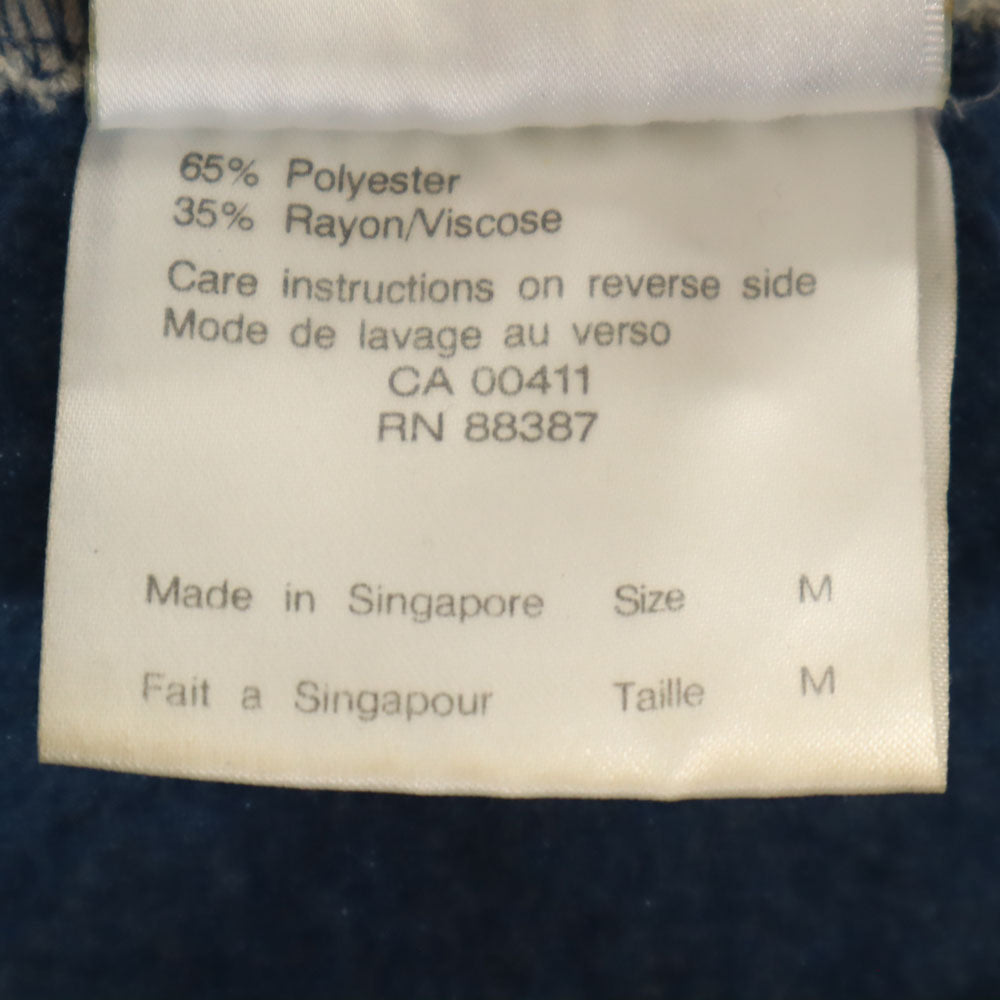 65% Polyester
35% Rayon/Viscose
Care instructions on reverse side
Mode de lavage au verso
CA 00411
RN 88387
Made in Singapore Size M
Fait a Singapour Taille M